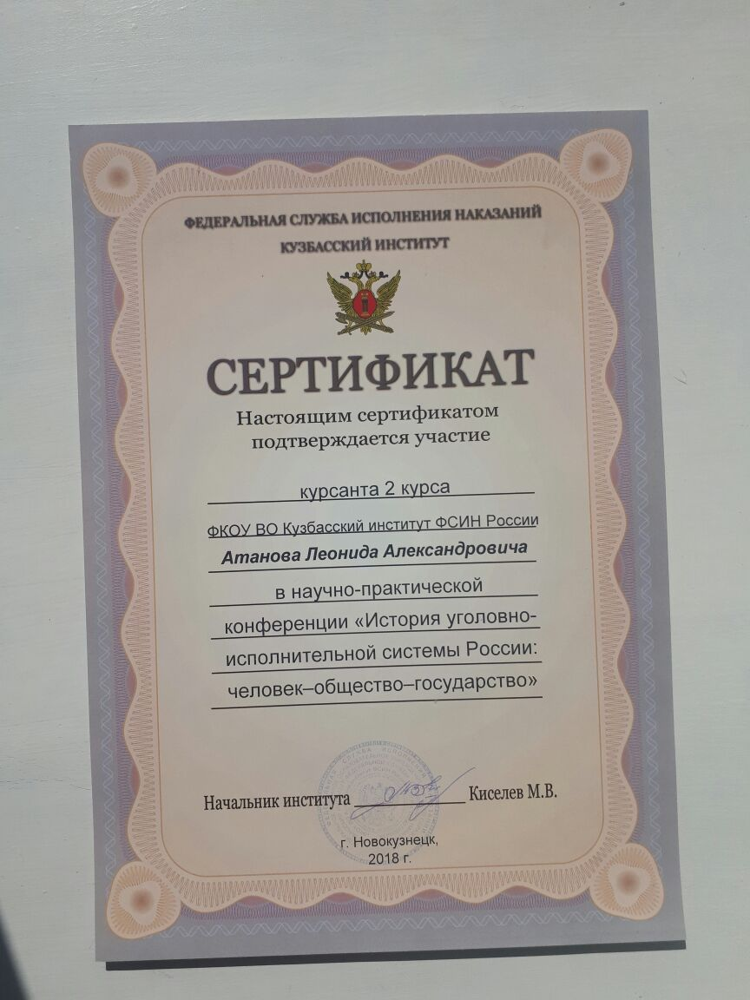 ФЕДЕРАЛЬНАЯ СЛУЖБА ИСПОЛНЕНИЯ НАКАЗАНИЙ
КУЗБАССКИЙ ИНСТИТУТ
СЕРТИФИКАТ
Настоящим сертификатом
подтверждается участие
курсанта 2 курса
ФКОУ ВО Кузбасский институт ФСИН России
Атанова Леонида Александровича
в научно-практической
конференции «История уголовно-
исполнительной системы России:
человек–общество–государство»
Начальник института Киселев М.В.
г. Новокузнецк,
2018 г.